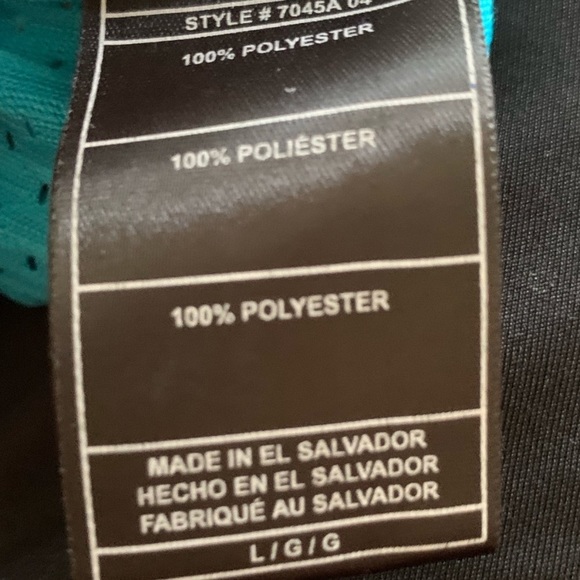 STYLE # 7045A 04
100% POLYESTER
100% POLIÉSTER
100% POLYESTER
MADE IN EL SALVADOR
HECHO EN EL SALVADOR
FABRIQUÉ AU SALVADOR
L / G / G